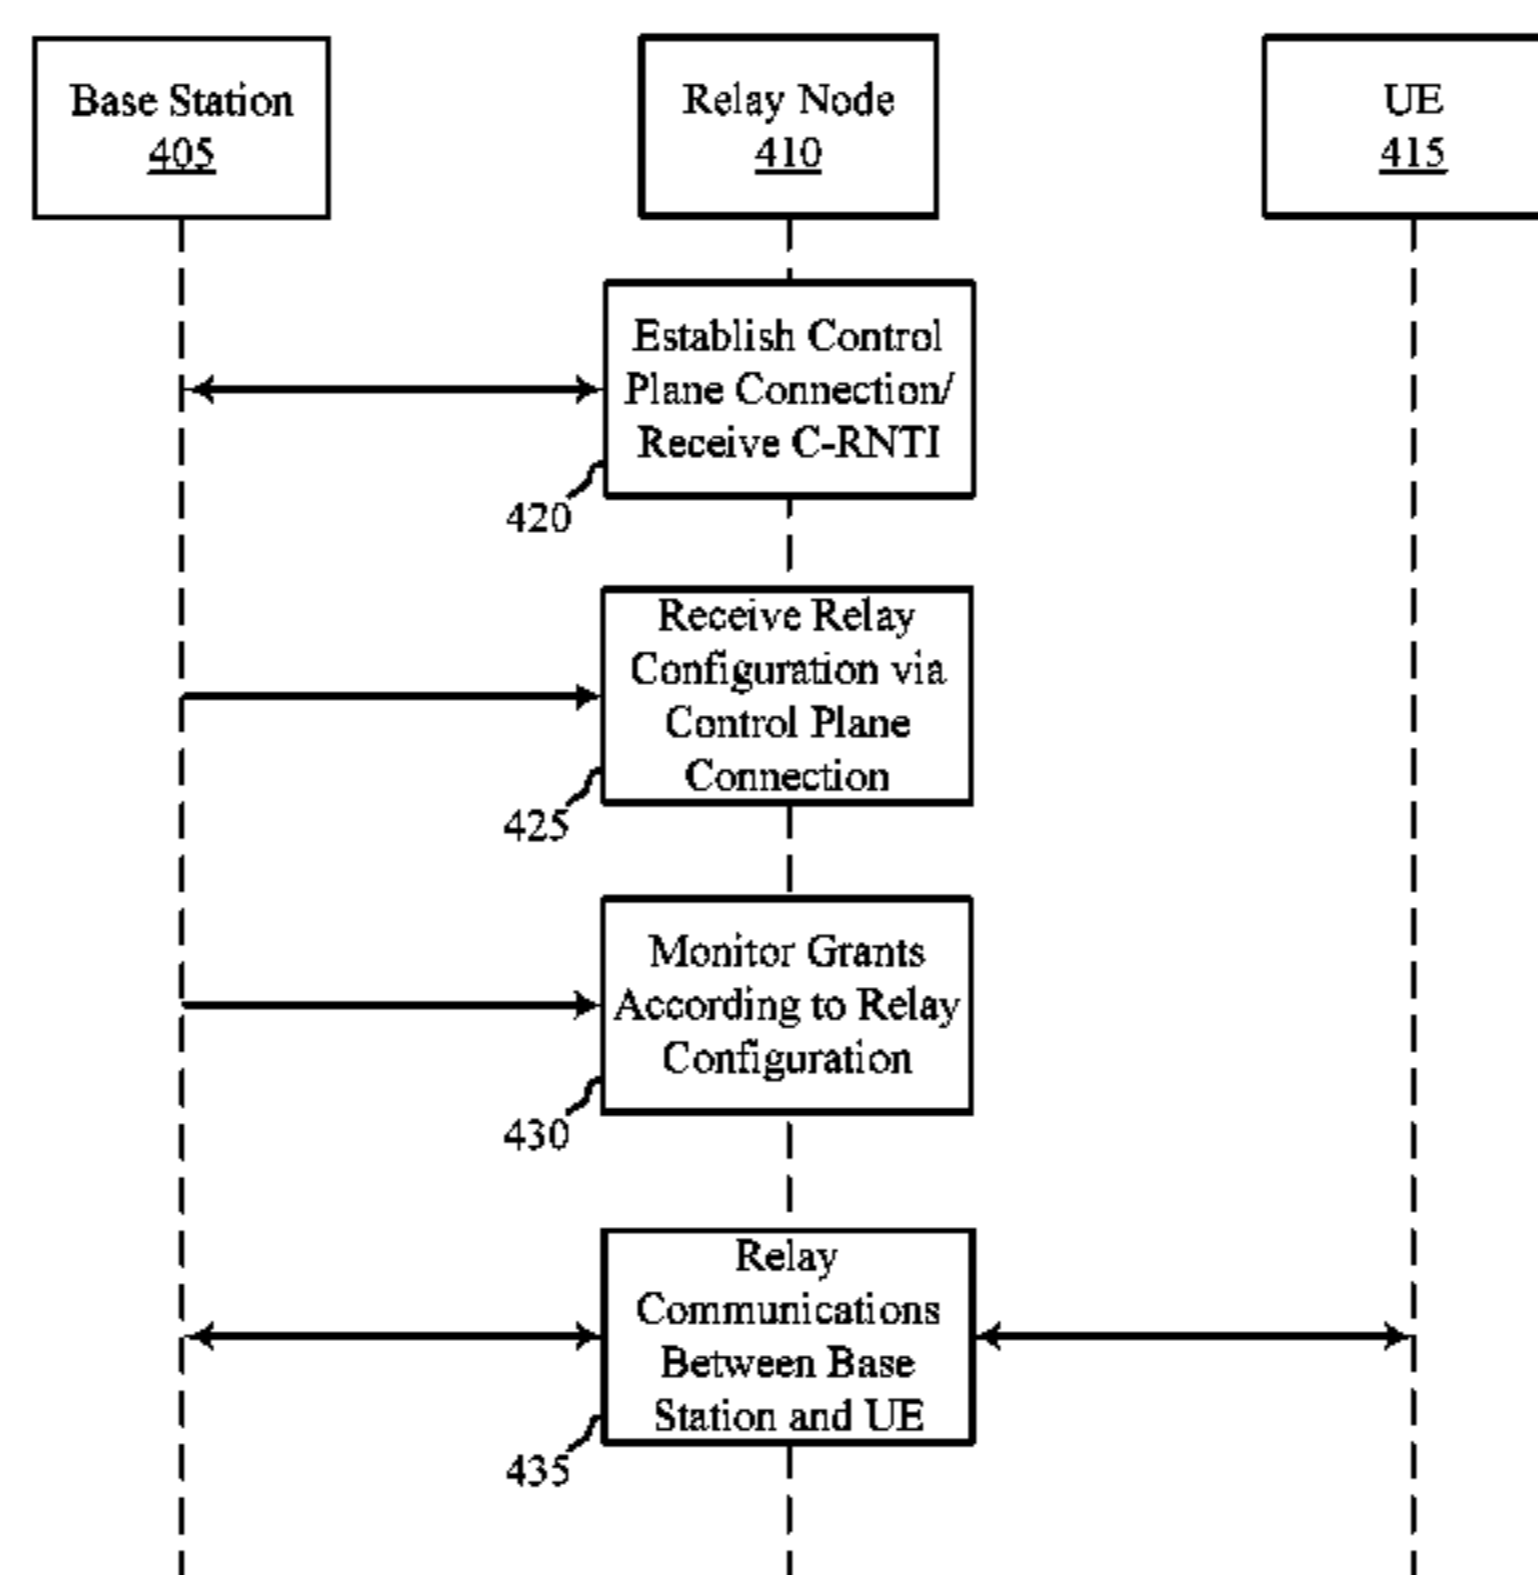 Base Station
405
Relay Node
410
UE
415
Establish Control
Plane Connection/
Receive C-RNTI
420
Receive Relay
Configuration via
Control Plane
Connection
425
Monitor Grants
According to Relay
Configuration
430
Relay
Communications
Between Base
Station and UE
435